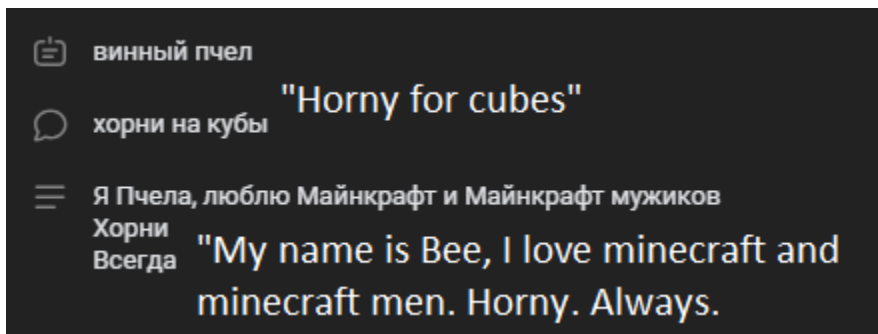 винный пчел
"Horny for cubes"
хорни на кубы
Я Пчела, люблю Майнкрафт и Майнкрафт мужиков
Хорни
Всегда
"My name is Bee, I love minecraft and
minecraft men. Horny. Always.